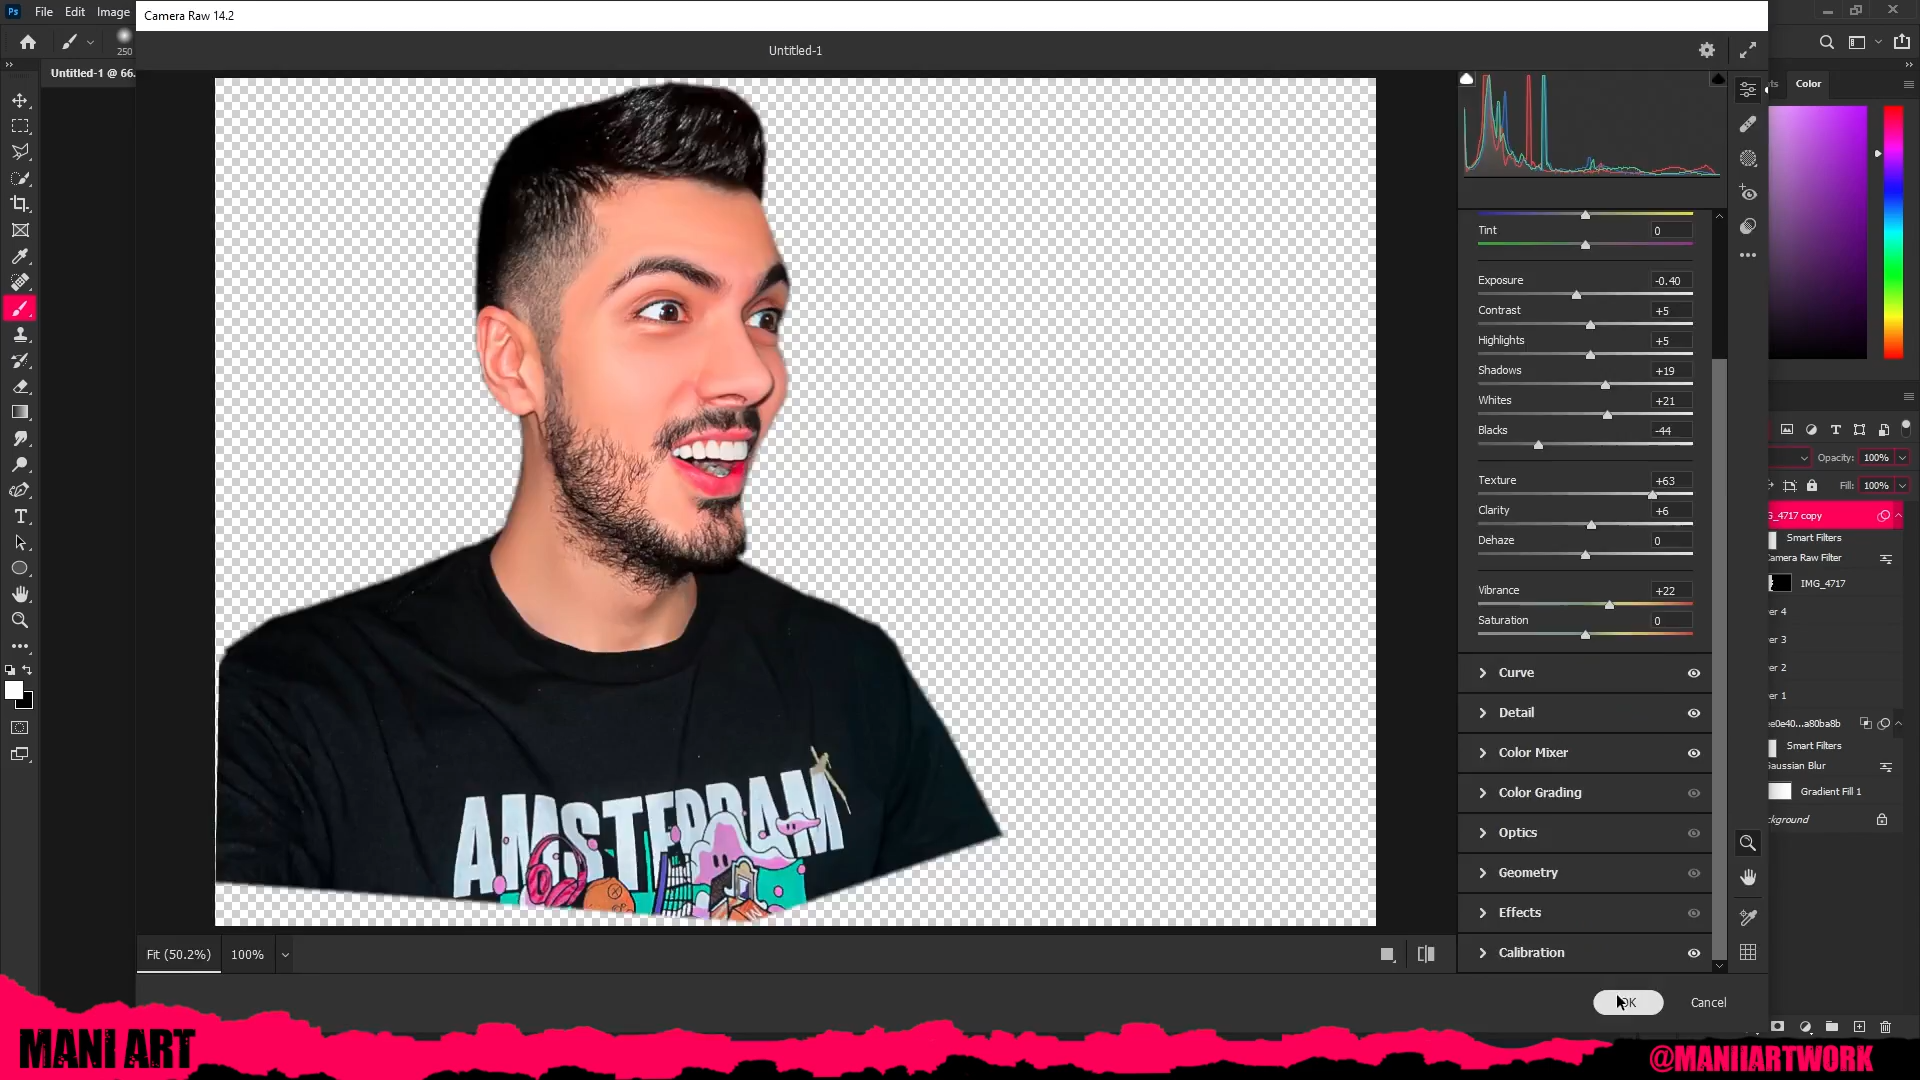 Ps File Edit Image
Camera Raw 14.2
250
Untitled-1
Untitled-1 @ 66.
Color
Tint 0
Exposure -0.40
Contrast +5
Highlights +5
Shadows +19
Whites +21
Blacks -44
Texture +63
Clarity +6
Dehaze 0
Vibrance +22
Saturation 0
Curve
Detail
Color Mixer
Color Grading
Optics
Geometry
Effects
Calibration
Opacity: 100%
Fill: 100%
G_4717 copy
Smart Filters
Camera Raw Filter
IMG_4717
er 4
er 3
er 2
er 1
ee0e40...a80ba8b
Smart Filters
Gaussian Blur
Gradient Fill 1
ckground
AMSTERDAM
Fit (50.2%) 100%
OK Cancel
MANI ART
@MANIIARTWORK